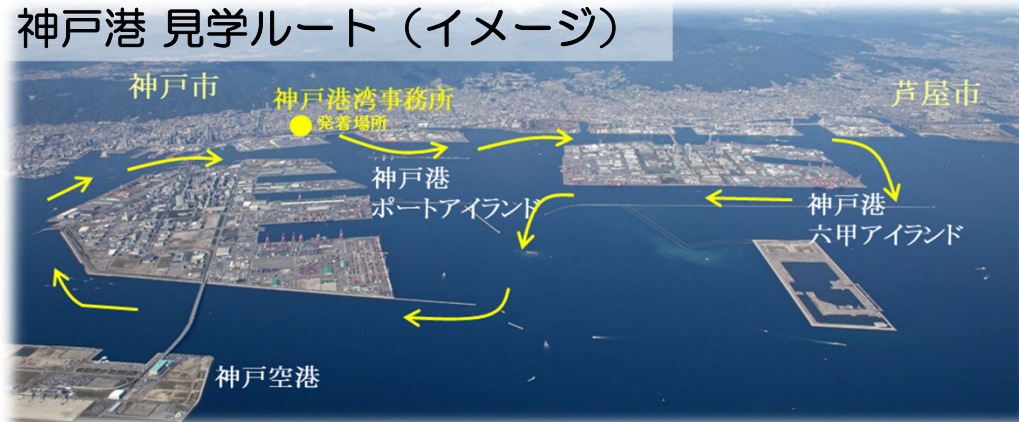 神戸港 見学ルート（イメージ）
神戸市
神戸港湾事務所
発着場所
芦屋市
神戸港
ポートアイランド
神戸港
六甲アイランド
神戸空港